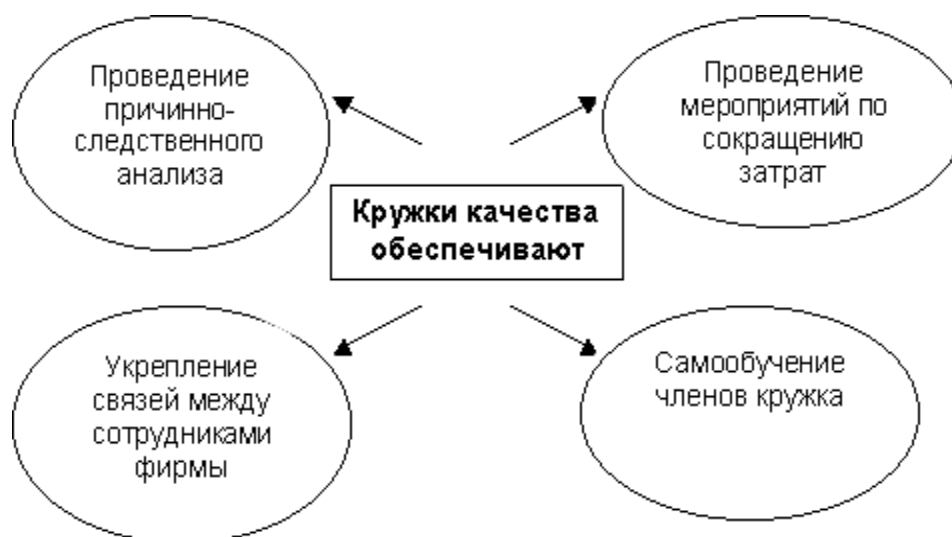 Проведение
причинно-
следственного
анализа
Проведение
мероприятий по
сокращению
затрат
Кружки качества
обеспечивают
Укрепление
связей между
сотрудниками
фирмы
Самообучение
членов кружка